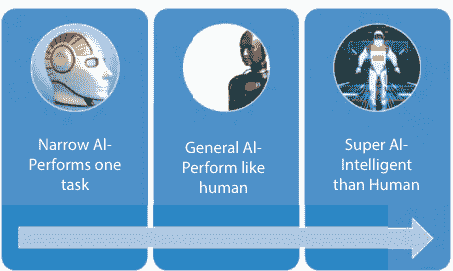 Narrow AI-
Performs one
task
General AI-
Perform like
human
Super AI-
Intelligent
than Human